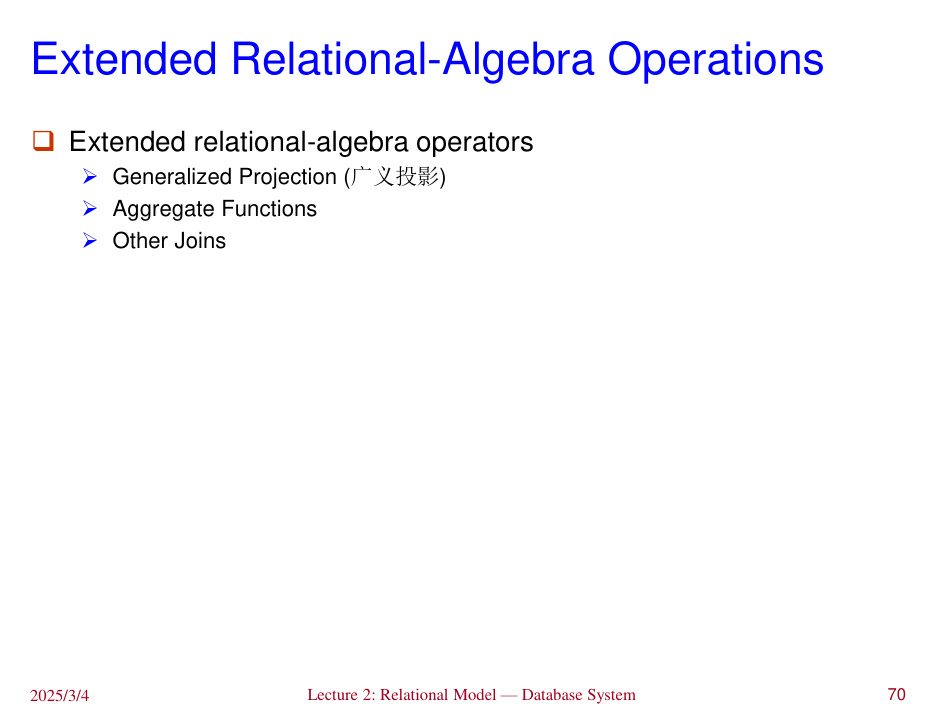 Extended Relational-Algebra Operations
❑ Extended relational-algebra operators
➢ Generalized Projection (广义投影)
➢ Aggregate Functions
➢ Other Joins
2025/3/4
Lecture 2: Relational Model — Database System
70